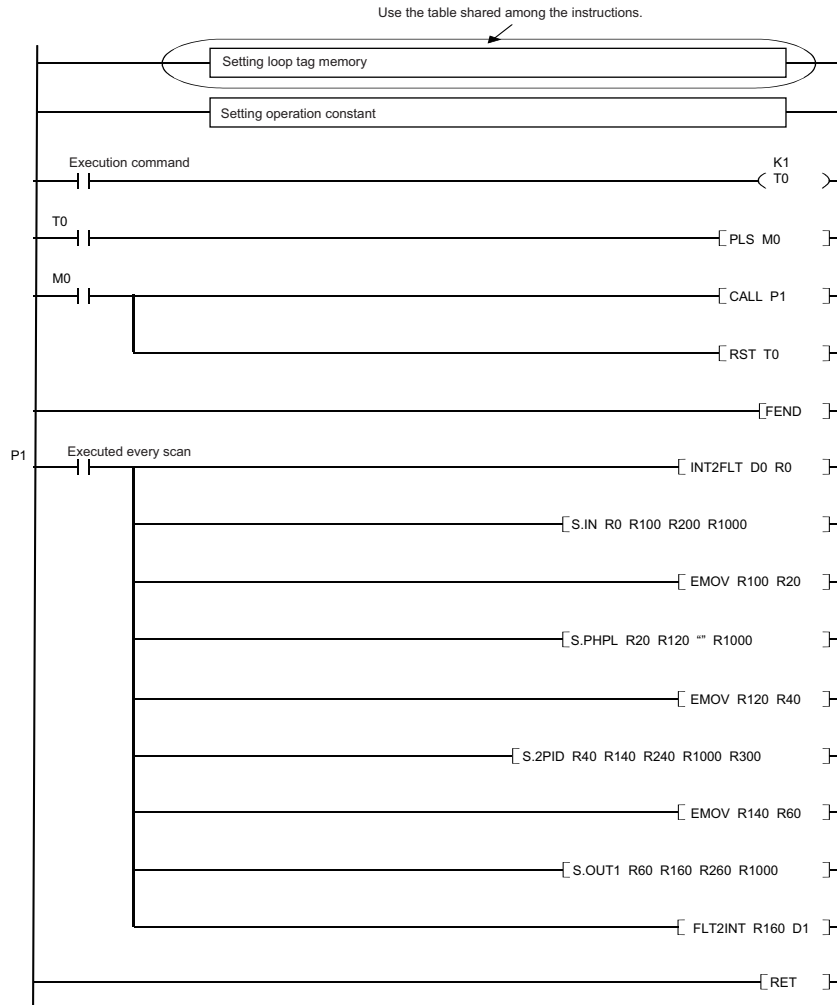 Use the table shared among the instructions.
Setting loop tag memory
Setting operation constant
Execution command
K1
T0
T0
PLS M0
M0
CALL P1
RST T0
FEND
P1
Executed every scan
INT2FLT D0 R0
S.IN R0 R100 R200 R1000
EMOV R100 R20
S.PHPL R20 R120 “” R1000
EMOV R120 R40
S.2PID R40 R140 R240 R1000 R300
EMOV R140 R60
S.OUT1 R60 R160 R260 R1000
FLT2INT R160 D1
RET